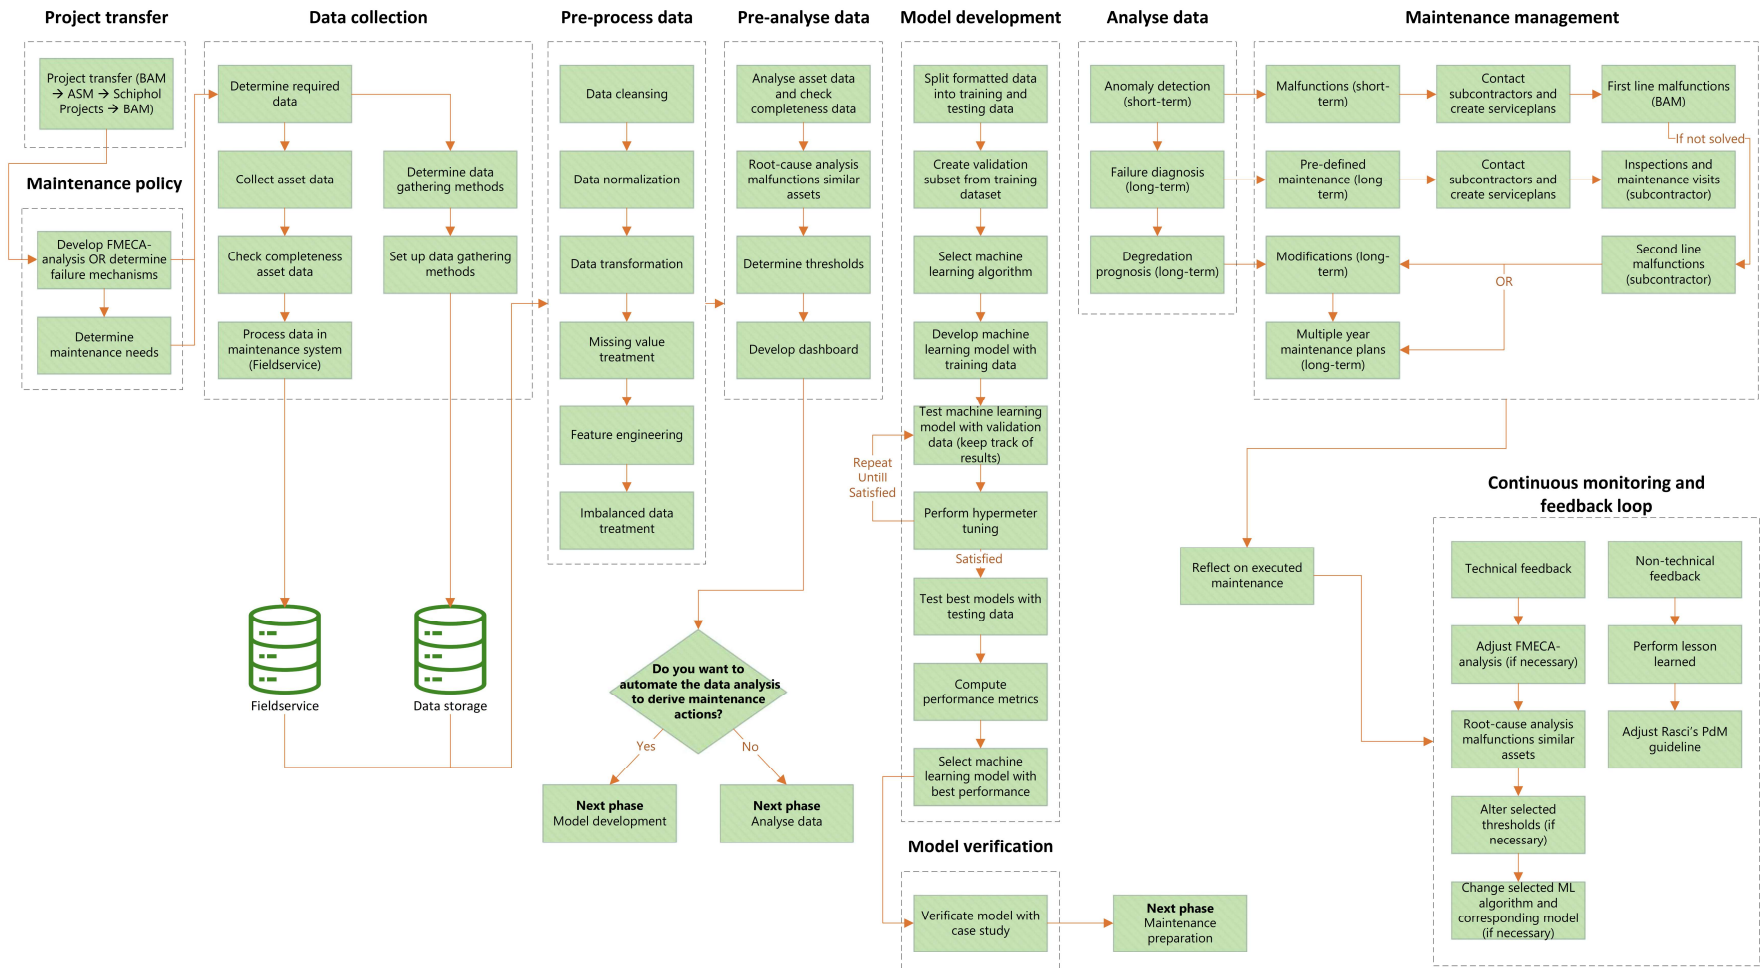 Project transfer
Project transfer (BAM
→ ASM → Schiphol
Projects → BAM)
Maintenance policy
Develop FMECA-
analysis OR determine
failure mechanisms
Determine
maintenance needs
Data collection
Determine required
data
Collect asset data
Check completeness
asset data
Process data in
maintenance system
(Fieldservice)
Determine data
gathering methods
Set up data gathering
methods
Fieldservice
Data storage
Pre-process data
Data cleansing
Data normalization
Data transformation
Missing value
treatment
Feature engineering
Imbalanced data
treatment
Pre-analyse data
Analyse asset data
and check
completeness data
Root-cause analysis
malfunctions similar
assets
Determine thresholds
Develop dashboard
Do you want to
automate the data analysis
to derive maintenance
actions?
Yes
No
Next phase
Model development
Next phase
Analyse data
Model development
Split formatted data
into training and
testing data
Create validation
subset from training
dataset
Select machine
learning algorithm
Develop machine
learning model with
training data
Test machine learning
model with validation
data (keep track of
results)
Repeat
Untill
Satisfied
Perform hypermeter
tuning
Satisfied
Test best models with
testing data
Compute
performance metrics
Select machine
learning model with
best performance
Model verification
Verificate model with
case study
Next phase
Maintenance
preparation
Analyse data
Anomaly detection
(short-term)
Failure diagnosis
(long-term)
Degredation
prognosis (long-term)
Maintenance management
Malfunctions (short-
term)
Contact
subcontractors and
create serviceplans
First line malfunctions
(BAM)
If not solved
Pre-defined
maintenance (long
term)
Contact
subcontractors and
create serviceplans
Inspections and
maintenance visits
(subcontractor)
Modifications (long-
term)
Second line
malfunctions
(subcontractor)
OR
Multiple year
maintenance plans
(long-term)
Reflect on executed
maintenance
Continuous monitoring and
feedback loop
Technical feedback
Adjust FMECA-
analysis (if necessary)
Root-cause analysis
malfunctions similar
assets
Alter selected
thresholds (if
necessary)
Change selected ML
algorithm and
corresponding model
(if necessary)
Non-technical
feedback
Perform lesson
learned
Adjust Rasci's PdM
guideline